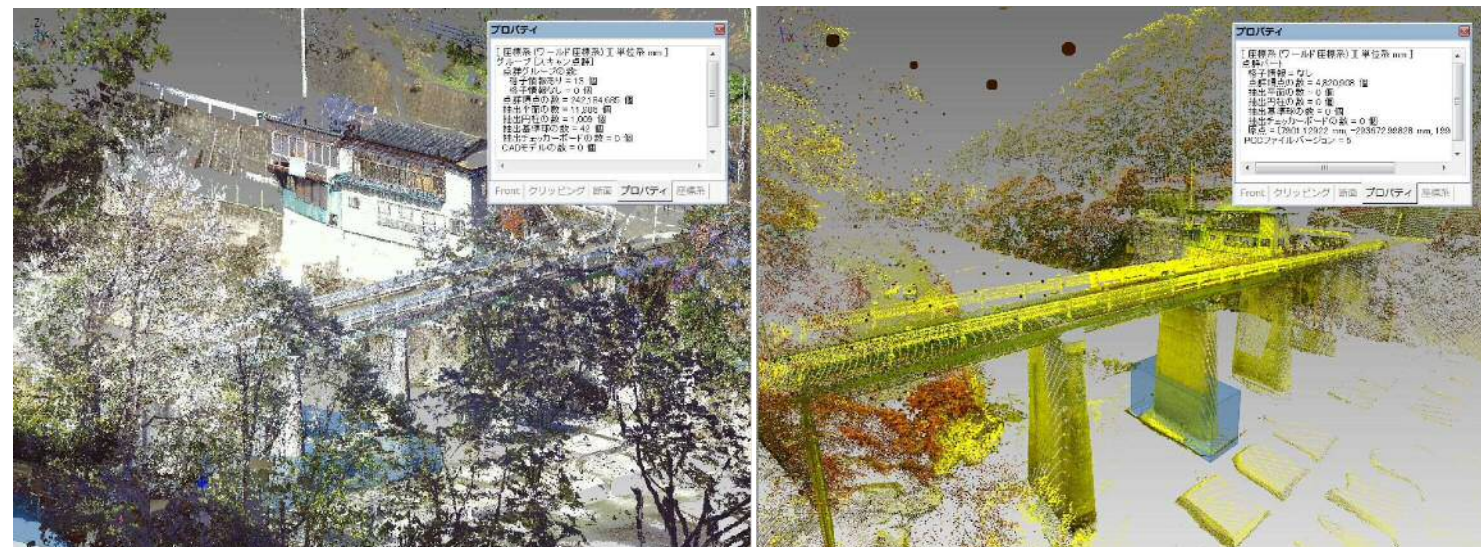 プロパティ
[ 座標系 (ワールド座標系) ][ 単位系 mm ]
グループ [スキャン点群]
点群グループの数:
格子情報あり = 13 個
格子情報なし = 0 個
点群頂点の数 = 242,184,685 個
抽出平面の数 = 11,986 個
抽出円柱の数 = 1,009 個
抽出基準球の数 = 42 個
抽出チェッカーボードの数 = 0 個
CADモデルの数 = 0 個
Front クリッピング 断面 プロパティ 座標系
プロパティ
[ 座標系 (ワールド座標系) ][ 単位系 mm ]
点群パート
格子情報 = なし
点群頂点の数 = 4,820,908 個
抽出平面の数 = 0 個
抽出円柱の数 = 0 個
抽出基準球の数 = 0 個
抽出チェッカーボードの数 = 0 個
PCDファイルバージョン = 5
Front クリッピング 断面 プロパティ 座標系